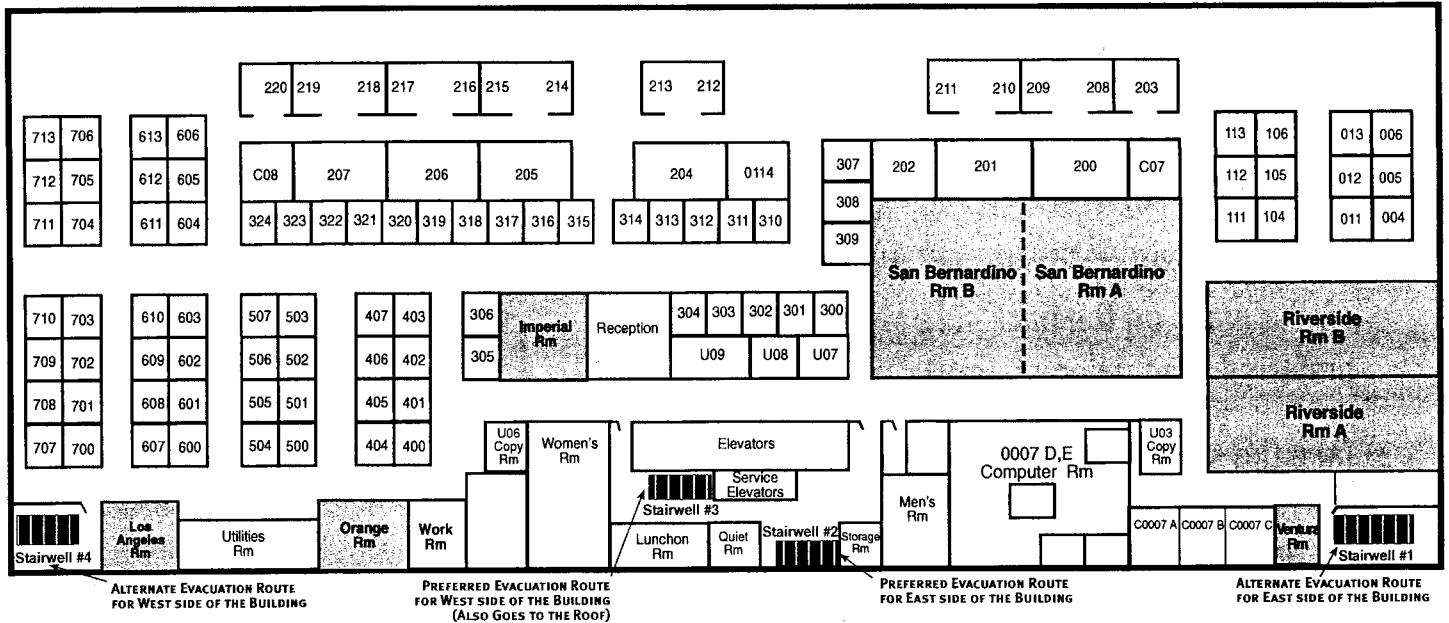 220 219 218 217 216 215 214
213 212
211 210 209 208 203
713 706
712 705
711 704
613 606
612 605
611 604
C08 207 206 205
324 323 322 321 320 319 318 317 316 315
204 0114
314 313 312 311 310
307
308
309
202 201 200 C07
San Bernardino
Rm B
San Bernardino
Rm A
113 106
112 105
111 104
013 006
012 005
011 004
710 703
709 702
708 701
707 700
610 603
609 602
608 601
607 600
507 503
506 502
505 501
504 500
407 403
406 402
405 401
404 400
306
305
Imperial
Rm
Reception
304 303 302 301 300
U09 U08 U07
Riverside
Rm B
Riverside
Rm A
U06
Copy
Rm
Women's
Rm
Elevators
Service
Elevators
Stairwell #3
0007 D,E
Computer Rm
U03
Copy
Rm
Men's
Rm
Stairwell #4
Los
Angeles
Rm
Utilities
Rm
Orange
Rm
Work
Rm
Lunchon
Rm
Quiet
Rm
Stairwell #2
Storage
Rm
C0007 A C0007 B C0007 C
Ventura
Rm
Stairwell #1
ALTERNATE EVACUATION ROUTE
FOR WEST SIDE OF THE BUILDING
PREFERRED EVACUATION ROUTE
FOR WEST SIDE OF THE BUILDING
(ALSO GOES TO THE ROOF)
PREFERRED EVACUATION ROUTE
FOR EAST SIDE OF THE BUILDING
ALTERNATE EVACUATION ROUTE
FOR EAST SIDE OF THE BUILDING